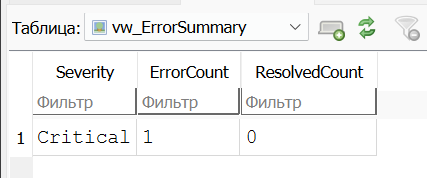 Таблица: vw_ErrorSummary
Severity ErrorCount ResolvedCount
Фильтр Фильтр Фильтр
1 Critical 1 0